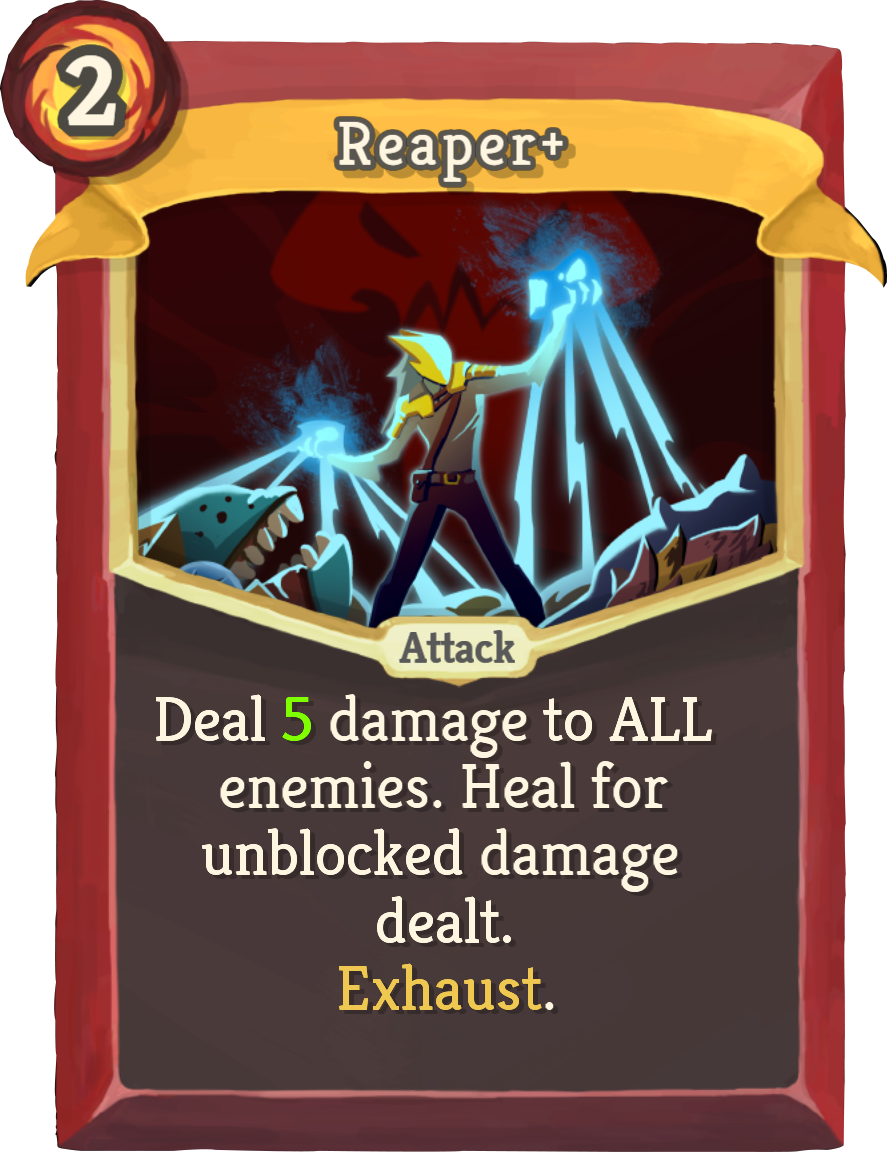 2
Reaper+
Attack
Deal 5 damage to ALL
enemies. Heal for
unblocked damage
dealt.
Exhaust.